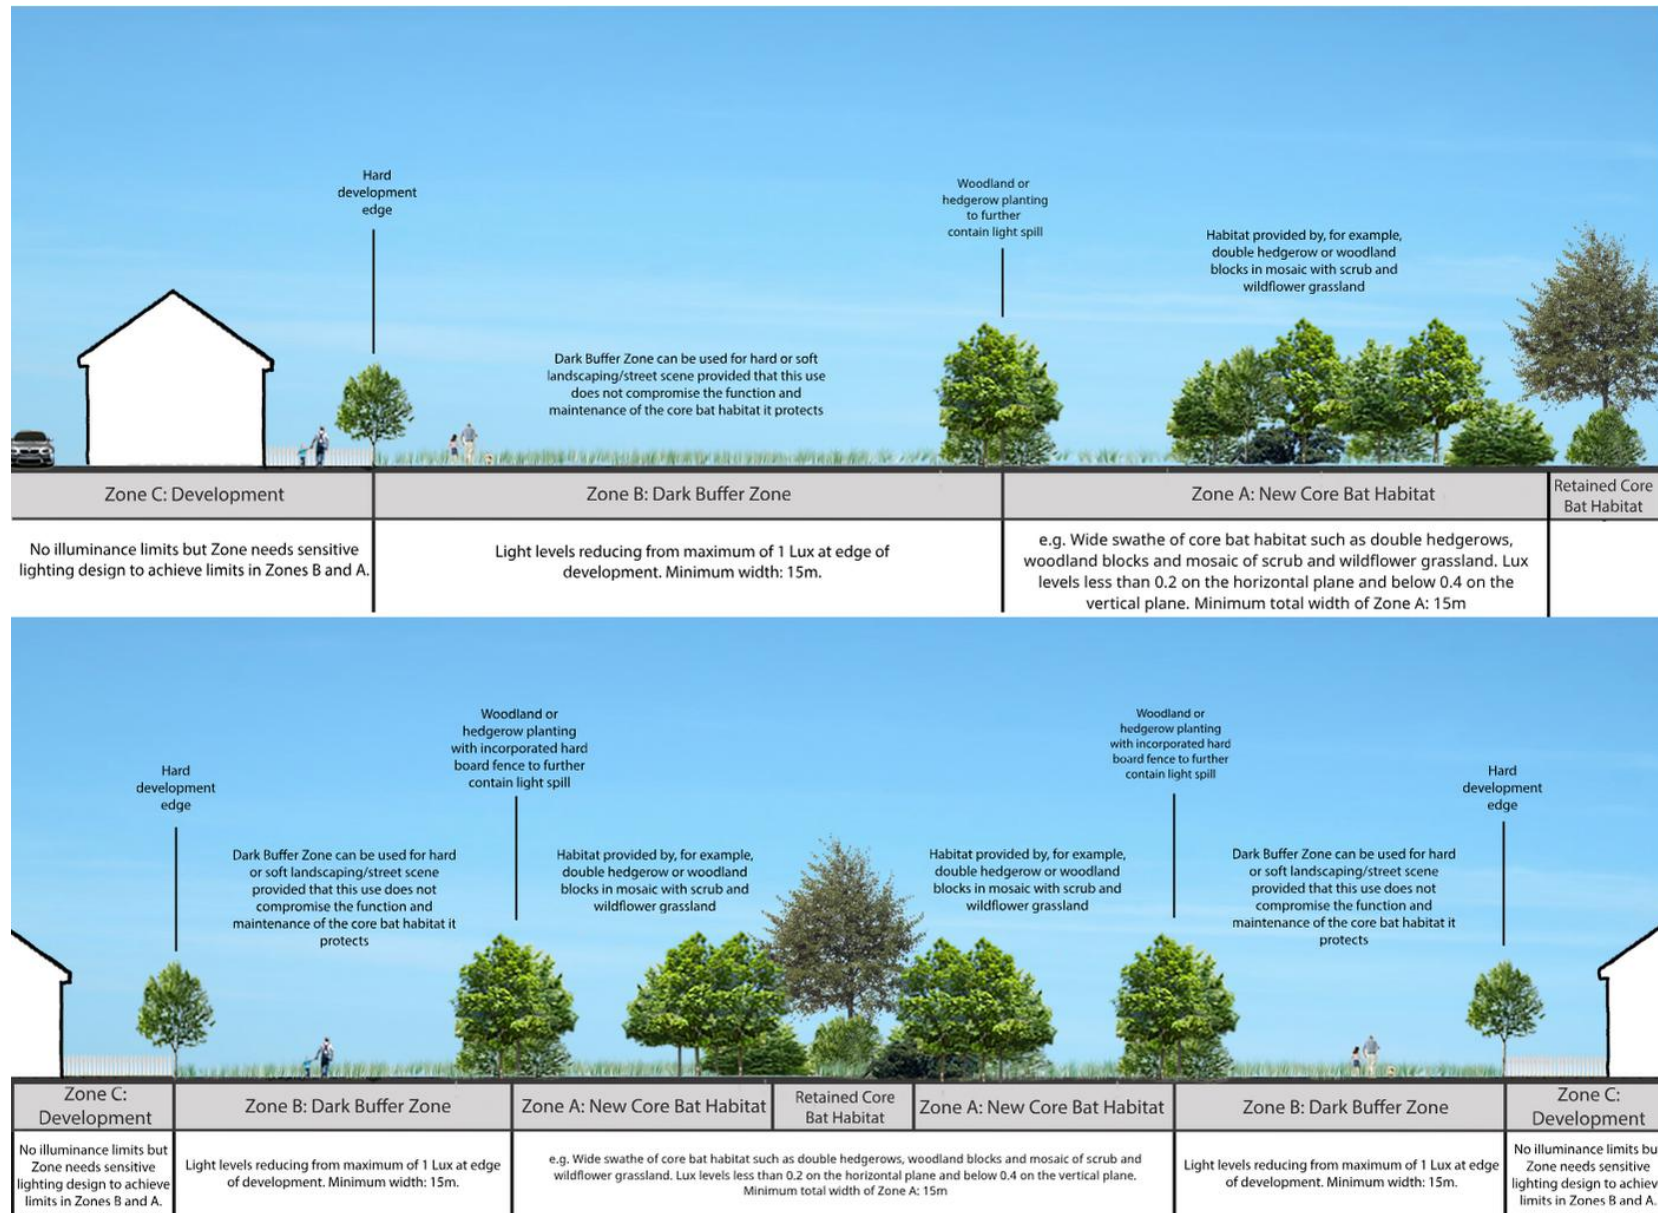 Hard
development
edge
Woodland or
hedgerow planting
to further
contain light spill
Habitat provided by, for example,
double hedgerow or woodland
blocks in mosaic with scrub and
wildflower grassland
Dark Buffer Zone can be used for hard or soft
landscaping/street scene provided that this use
does not compromise the function and
maintenance of the core bat habitat it protects
Zone C: Development
Zone B: Dark Buffer Zone
Zone A: New Core Bat Habitat
Retained Core
Bat Habitat
No illuminance limits but Zone needs sensitive
lighting design to achieve limits in Zones B and A.
Light levels reducing from maximum of 1 Lux at edge of
development. Minimum width: 15m.
e.g. Wide swathe of core bat habitat such as double hedgerows,
woodland blocks and mosaic of scrub and wildflower grassland. Lux
levels less than 0.2 on the horizontal plane and below 0.4 on the
vertical plane. Minimum total width of Zone A: 15m
Hard
development
edge
Dark Buffer Zone can be used for hard
or soft landscaping/street scene
provided that this use does not
compromise the function and
maintenance of the core bat habitat it
protects
Woodland or
hedgerow planting
with incorporated hard
board fence to further
contain light spill
Habitat provided by, for example,
double hedgerow or woodland
blocks in mosaic with scrub and
wildflower grassland
Habitat provided by, for example,
double hedgerow or woodland
blocks in mosaic with scrub and
wildflower grassland
Woodland or
hedgerow planting
with incorporated hard
board fence to further
contain light spill
Dark Buffer Zone can be used for hard
or soft landscaping/street scene
provided that this use does not
compromise the function and
maintenance of the core bat habitat it
protects
Hard
development
edge
Zone C:
Development
Zone B: Dark Buffer Zone
Zone A: New Core Bat Habitat
Retained Core
Bat Habitat
Zone A: New Core Bat Habitat
Zone B: Dark Buffer Zone
Zone C:
Development
No illuminance limits but
Zone needs sensitive
lighting design to achieve
limits in Zones B and A.
Light levels reducing from maximum of 1 Lux at edge
of development. Minimum width: 15m.
e.g. Wide swathe of core bat habitat such as double hedgerows, woodland blocks and mosaic of scrub and
wildflower grassland. Lux levels less than 0.2 on the horizontal plane and below 0.4 on the vertical plane.
Minimum total width of Zone A: 15m
Light levels reducing from maximum of 1 Lux at edge
of development. Minimum width: 15m.
No illuminance limits bu
Zone needs sensitive
lighting design to achiev
limits in Zones B and A.